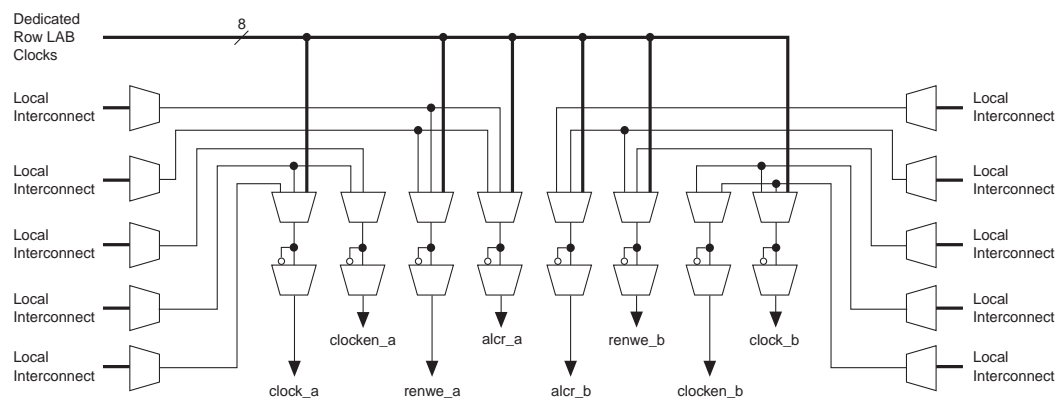 Dedicated
Row LAB
Clocks
8
Local
Interconnect
Local
Interconnect
Local
Interconnect
Local
Interconnect
Local
Interconnect
Local
Interconnect
Local
Interconnect
Local
Interconnect
Local
Interconnect
Local
Interconnect
clocken_a
alcr_a
renwe_b
clock_b
clock_a
renwe_a
alcr_b
clocken_b